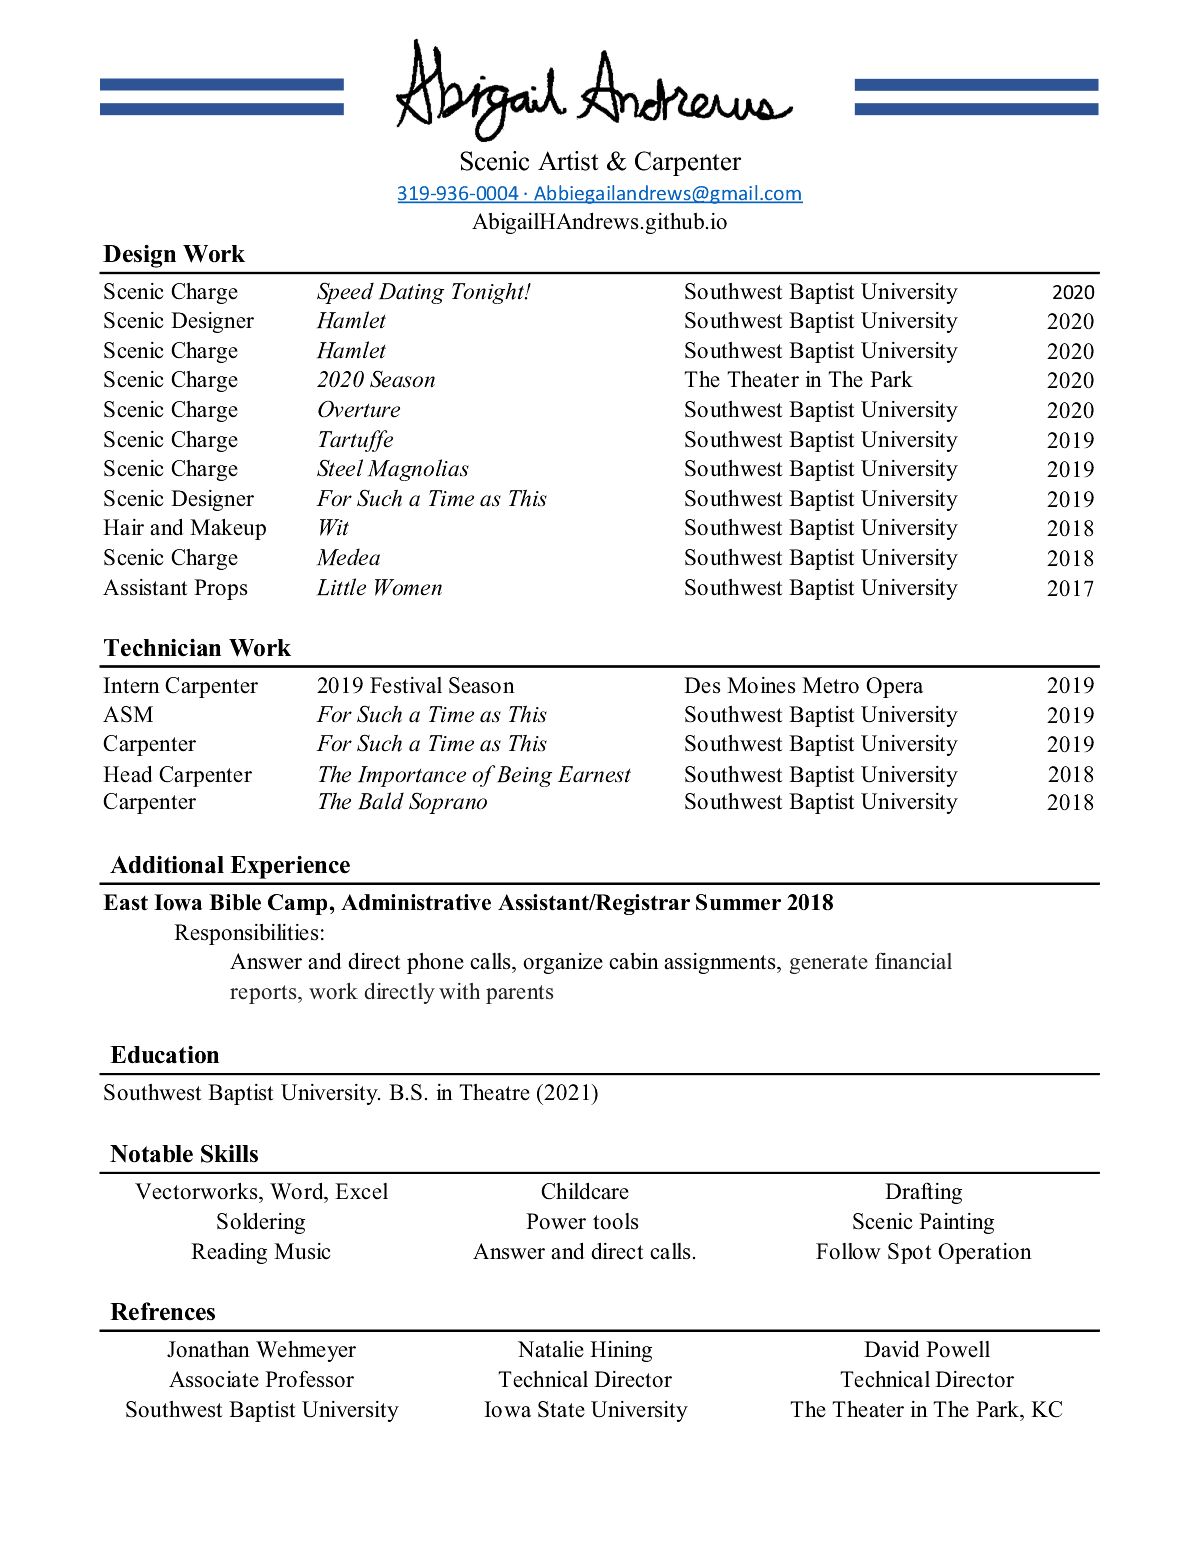 Abigail Andrews
Scenic Artist & Carpenter
319-936-0004 · Abbiegailandrews@gmail.com
AbigailHAndrews.github.io
Design Work
Scenic Charge Speed Dating Tonight! Southwest Baptist University 2020
Scenic Designer Hamlet Southwest Baptist University 2020
Scenic Charge Hamlet Southwest Baptist University 2020
Scenic Charge 2020 Season The Theater in The Park 2020
Scenic Charge Overture Southwest Baptist University 2020
Scenic Charge Tartuffe Southwest Baptist University 2019
Scenic Charge Steel Magnolias Southwest Baptist University 2019
Scenic Designer For Such a Time as This Southwest Baptist University 2019
Hair and Makeup Wit Southwest Baptist University 2018
Scenic Charge Medea Southwest Baptist University 2018
Assistant Props Little Women Southwest Baptist University 2017
Technician Work
Intern Carpenter 2019 Festival Season Des Moines Metro Opera 2019
ASM For Such a Time as This Southwest Baptist University 2019
Carpenter For Such a Time as This Southwest Baptist University 2019
Head Carpenter The Importance of Being Earnest Southwest Baptist University 2018
Carpenter The Bald Soprano Southwest Baptist University 2018
Additional Experience
East Iowa Bible Camp, Administrative Assistant/Registrar Summer 2018
Responsibilities:
Answer and direct phone calls, organize cabin assignments, generate financial
reports, work directly with parents
Education
Southwest Baptist University. B.S. in Theatre (2021)
Notable Skills
Vectorworks, Word, Excel Childcare Drafting
Soldering Power tools Scenic Painting
Reading Music Answer and direct calls. Follow Spot Operation
Refrences
Jonathan Wehmeyer Natalie Hining David Powell
Associate Professor Technical Director Technical Director
Southwest Baptist University Iowa State University The Theater in The Park, KC